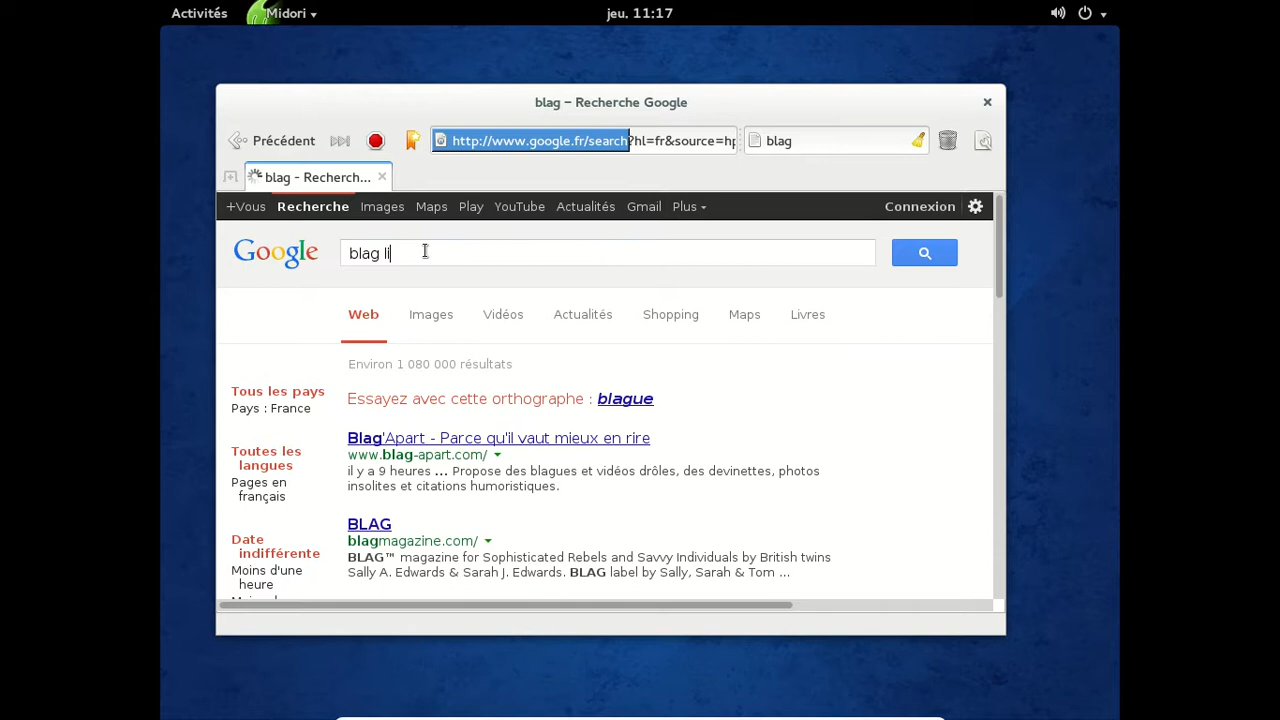 Activités Midori jeu. 11:17
blag – Recherche Google
Précédent http://www.google.fr/search?hl=fr&source=hp blag
blag - Recherch...
+Vous Recherche Images Maps Play YouTube Actualités Gmail Plus Connexion
Google blag li
Web Images Vidéos Actualités Shopping Maps Livres
Environ 1 080 000 résultats
Essayez avec cette orthographe : blague
Tous les pays
Pays : France
Toutes les
langues
Pages en
français
Date
indifférente
Moins d'une
heure
Blag'Apart - Parce qu'il vaut mieux en rire
www.blag-apart.com/
il y a 9 heures ... Propose des blagues et vidéos drôles, des devinettes, photos
insolites et citations humoristiques.
BLAG
blagmagazine.com/
BLAG™ magazine for Sophisticated Rebels and Savvy Individuals by British twins
Sally A. Edwards & Sarah J. Edwards. BLAG label by Sally, Sarah & Tom ...